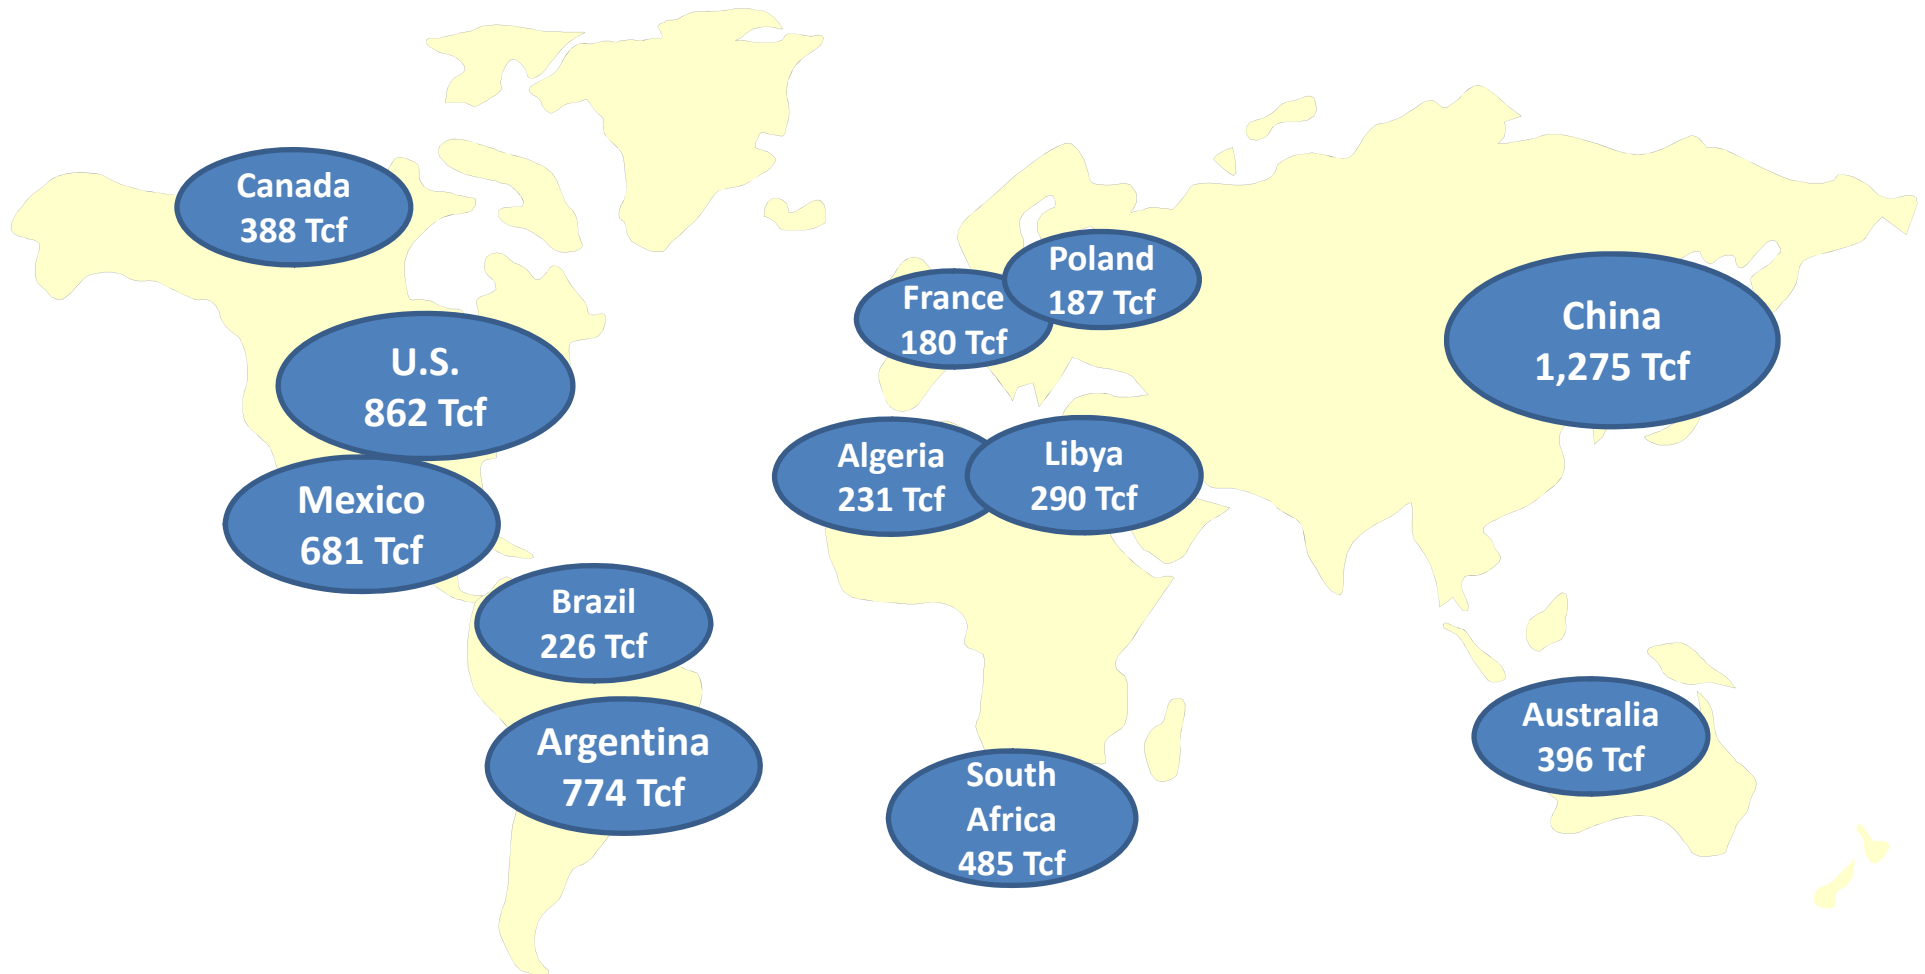 Canada
388 Tcf
U.S.
862 Tcf
Mexico
681 Tcf
Brazil
226 Tcf
Argentina
774 Tcf
France
180 Tcf
Poland
187 Tcf
Algeria
231 Tcf
Libya
290 Tcf
South
Africa
485 Tcf
China
1,275 Tcf
Australia
396 Tcf